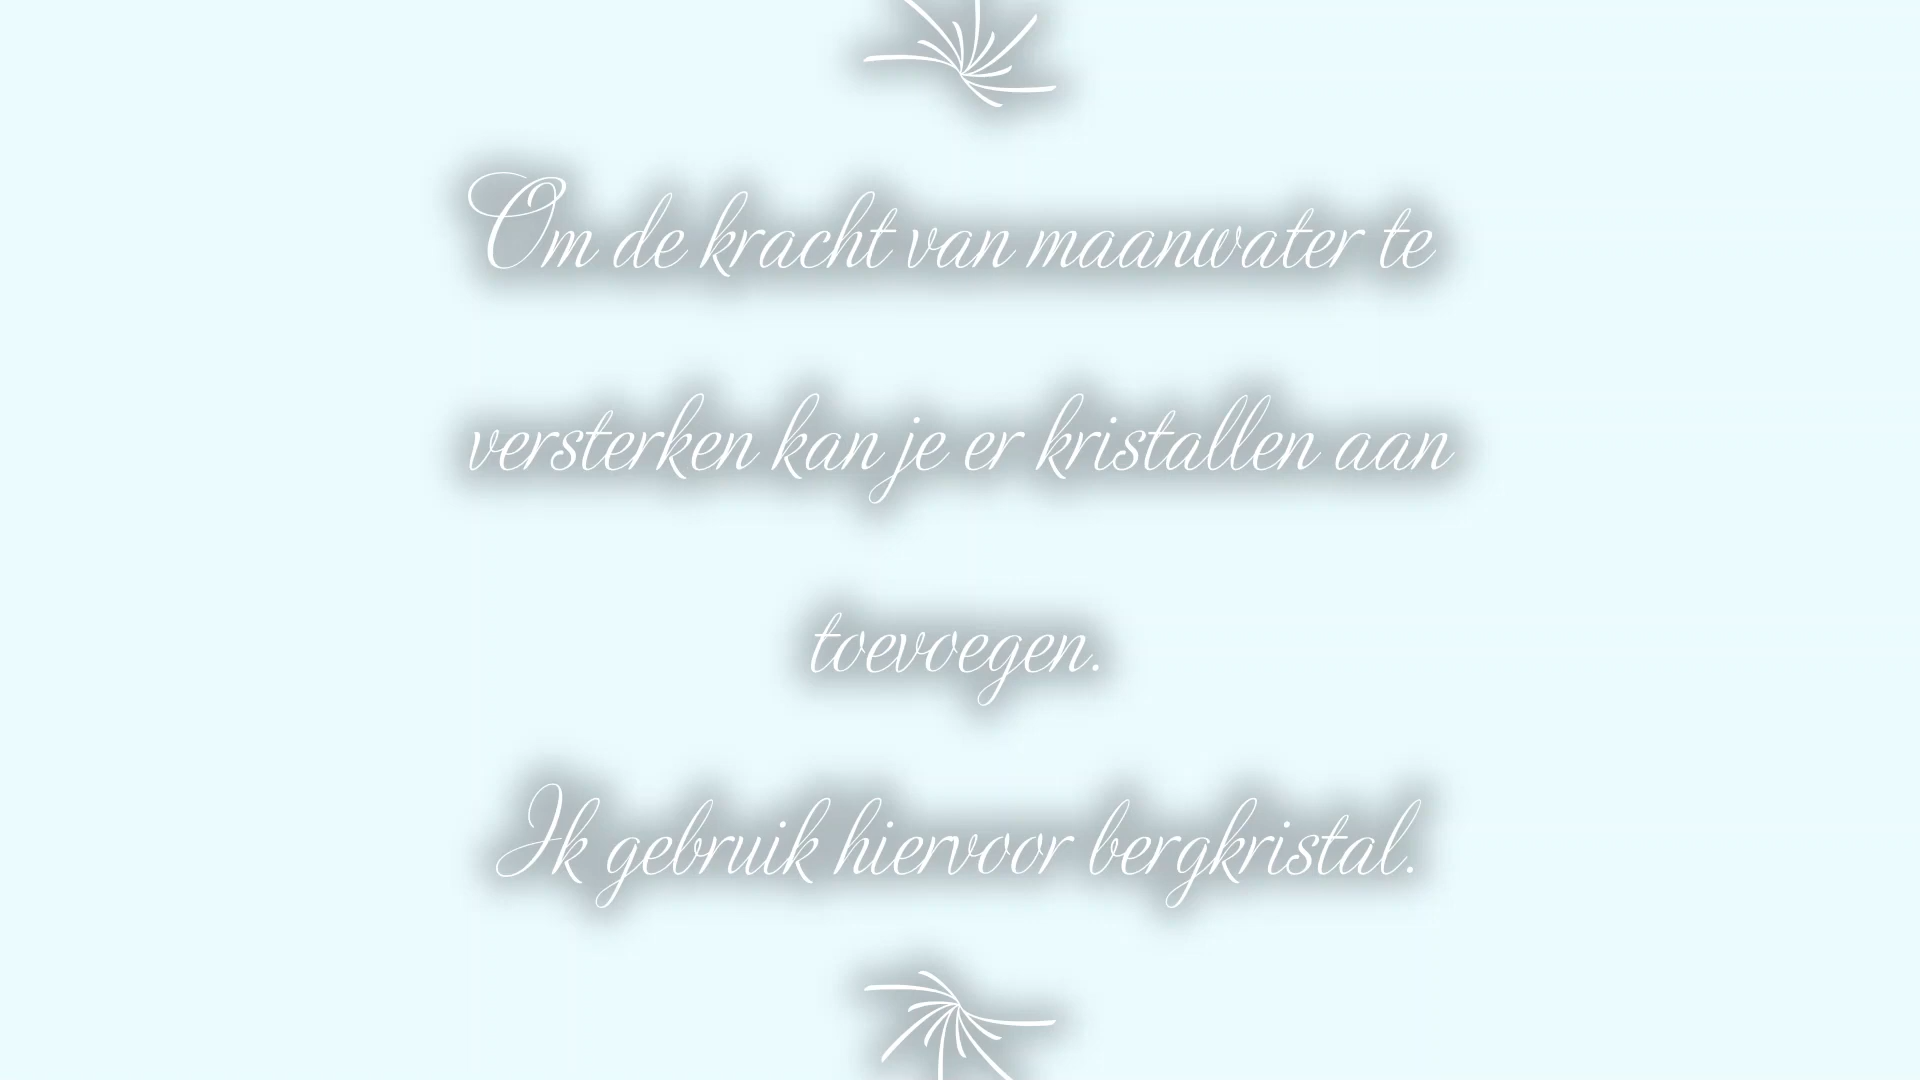 Om de kracht van maanwater te
versterken kan je er kristallen aan
toevoegen.
Ik gebruik hiervoor bergkristal.